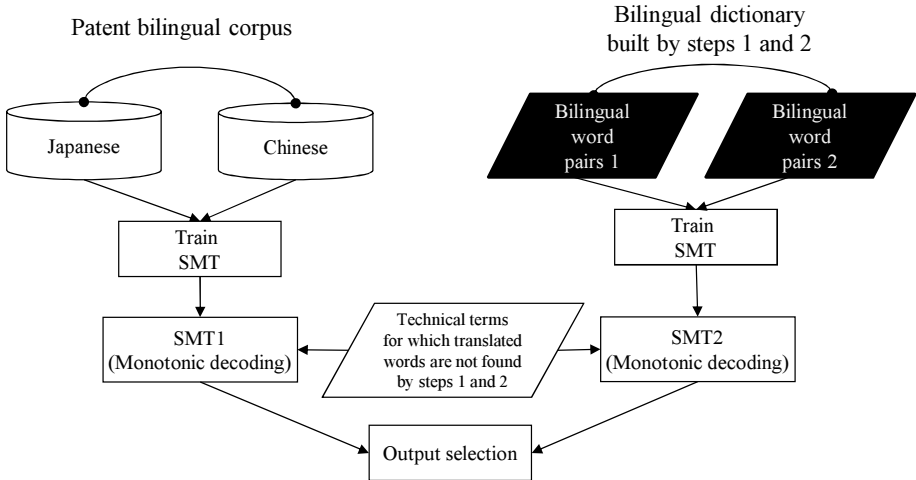 Patent bilingual corpus
Bilingual dictionary
built by steps 1 and 2
Japanese
Chinese
Bilingual
word
pairs 1
Bilingual
word
pairs 2
Train
SMT
Train
SMT
SMT1
(Monotonic decoding)
Technical terms
for which translated
words are not found
by steps 1 and 2
SMT2
(Monotonic decoding)
Output selection